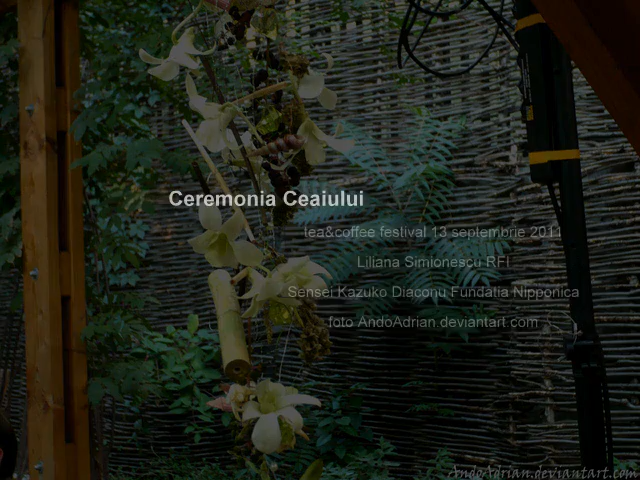 Ceremonia Ceaiului
tea&coffee festival 13 septembrie 2011
Liliana Simionescu RFI
Sensei Kazuko Diaconu Fundatia Nipponica
foto AndoAdrian.deviantart.com
AndoAdrian.deviantart.com